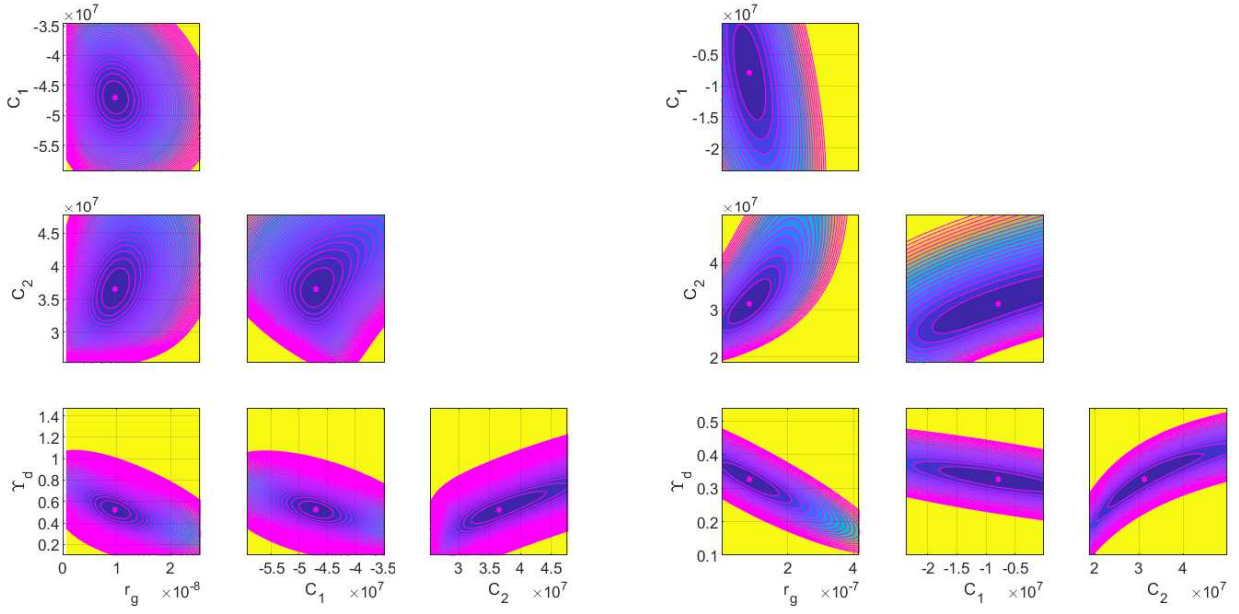 ×10⁷
-3.5
-4
-4.5
-5
-5.5
C₁
×10⁷
0
-0.5
-1
-1.5
-2
C₁
×10⁷
4.5
4
3.5
3
C₂
×10⁷
4
3
2
C₂
1.4
1.2
1
0.8
0.6
0.4
0.2
ϒ_d
0 1 2
r_g ×10⁻⁸
-5.5 -5 -4.5 -4 -3.5
C₁ ×10⁷
3 3.5 4 4.5
C₂ ×10⁷
0.5
0.4
0.3
0.2
0.1
ϒ_d
2 4
r_g ×10⁻⁷
-2 -1.5 -1 -0.5 0
C₁ ×10⁷
2 3 4
C₂ ×10⁷